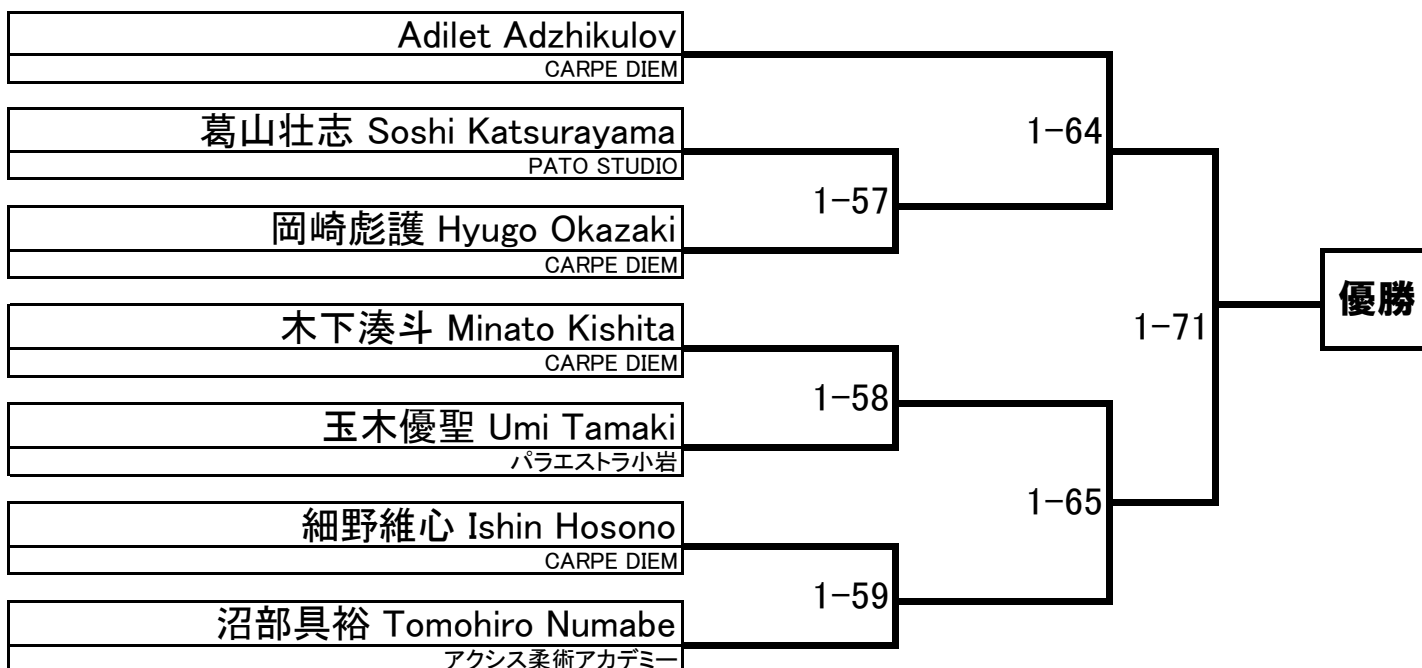 Adilet Adzhikulov
CARPE DIEM
葛山壮志 Soshi Katsurayama
PATO STUDIO
岡崎彪護 Hyugo Okazaki
CARPE DIEM
木下湊斗 Minato Kishita
CARPE DIEM
玉木優聖 Umi Tamaki
パラエストラ小岩
細野維心 Ishin Hosono
CARPE DIEM
沼部具裕 Tomohiro Numabe
アクシス柔術アカデミー
1-57
1-58
1-59
1-64
1-65
1-71
優勝